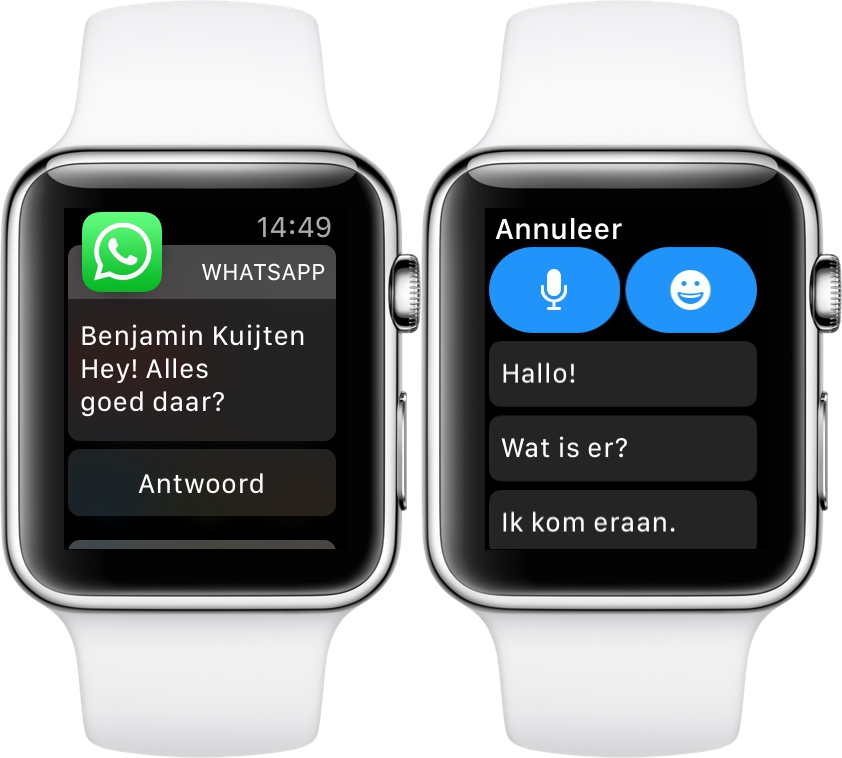 14:49
WHATSAPP
Benjamin Kuijten
Hey! Alles
goed daar?
Antwoord
Annuleer
Hallo!
Wat is er?
Ik kom eraan.